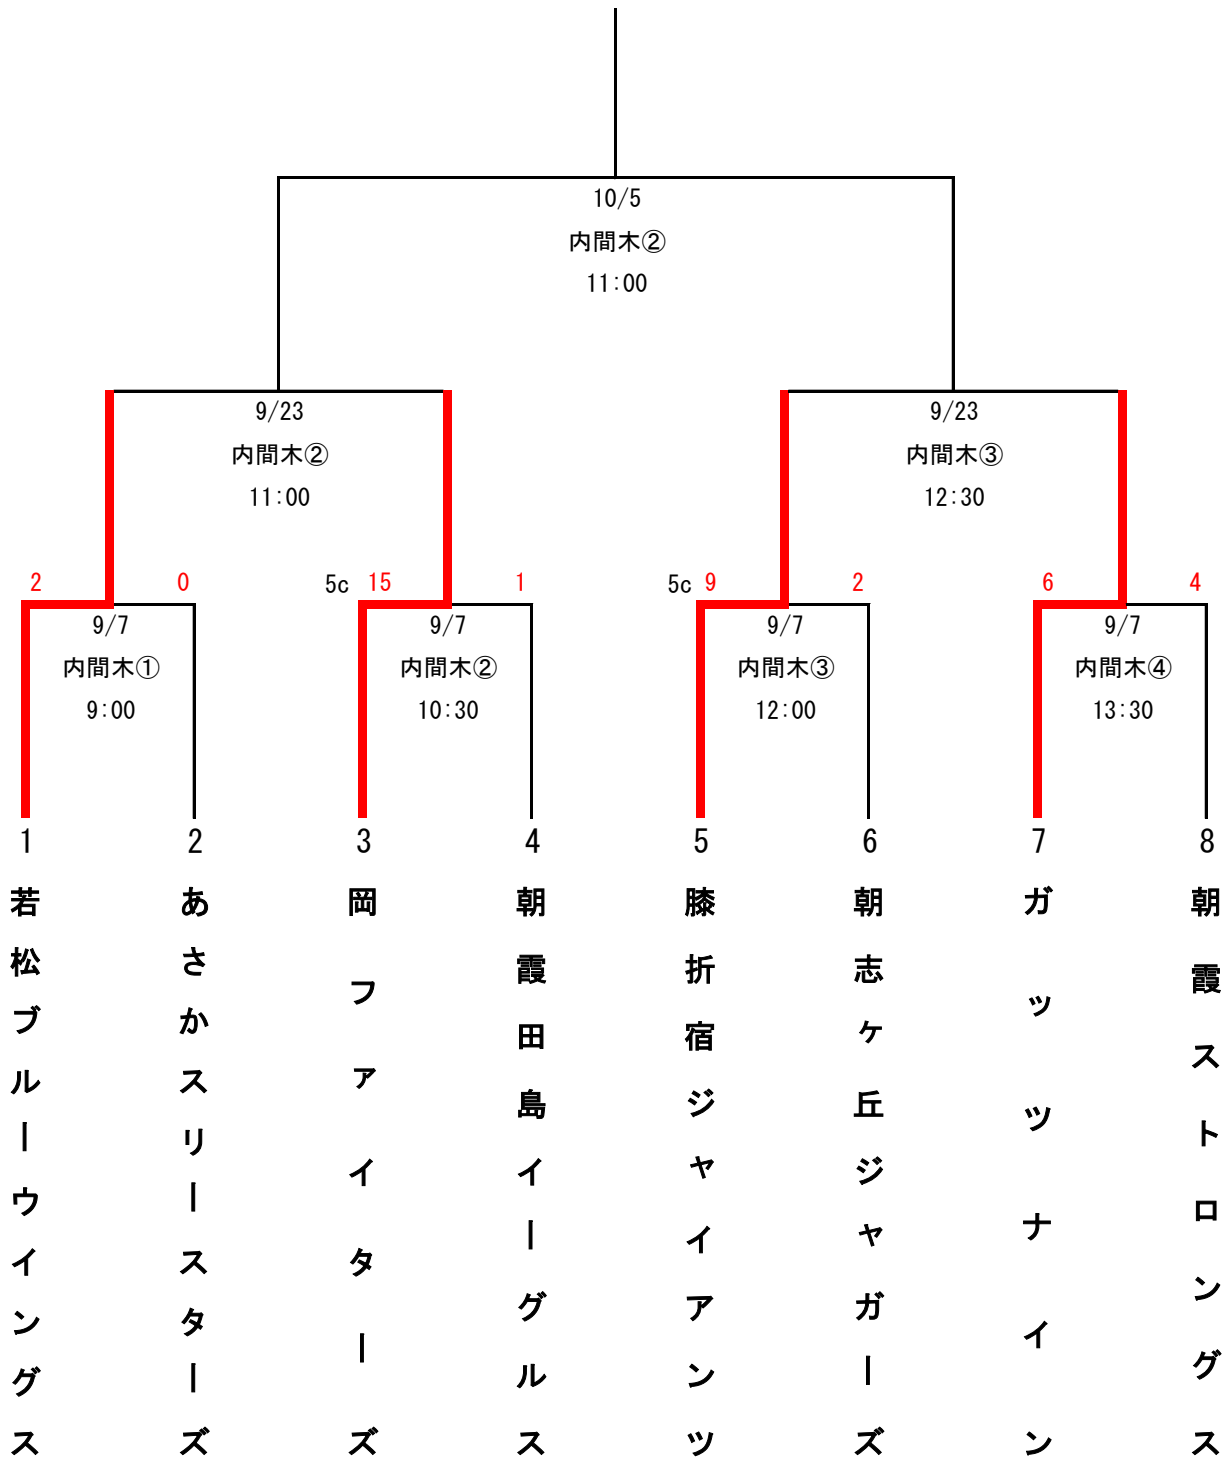 10/5
内間木②
11:00
9/23
内間木②
11:00
9/23
内間木③
12:30
2
0
5c
15
1
5c
9
2
6
4
9/7
内間木①
9:00
9/7
内間木②
10:30
9/7
内間木③
12:00
9/7
内間木④
13:30
1
2
3
4
5
6
7
8
若松ブルーウイングス
あさかスリースターズ
岡ファイターズ
朝霞田島イーグルス
膝折宿ジャイアンツ
朝志ヶ丘ジャガーズ
ガッツナイン
朝霞ストロングス